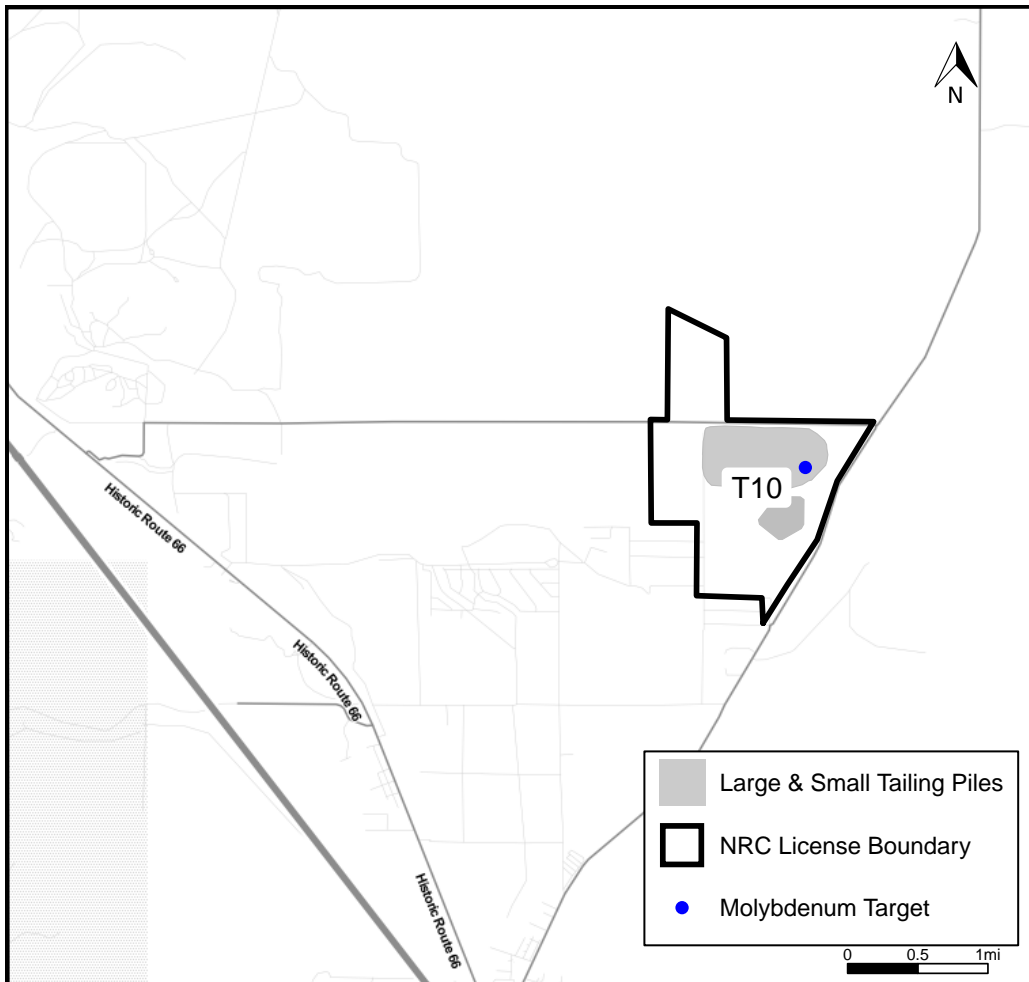 N
T10
Historic Route 66
Historic Route 66
Historic Route 66
Large & Small Tailing Piles
NRC License Boundary
Molybdenum Target
0 0.5 1mi